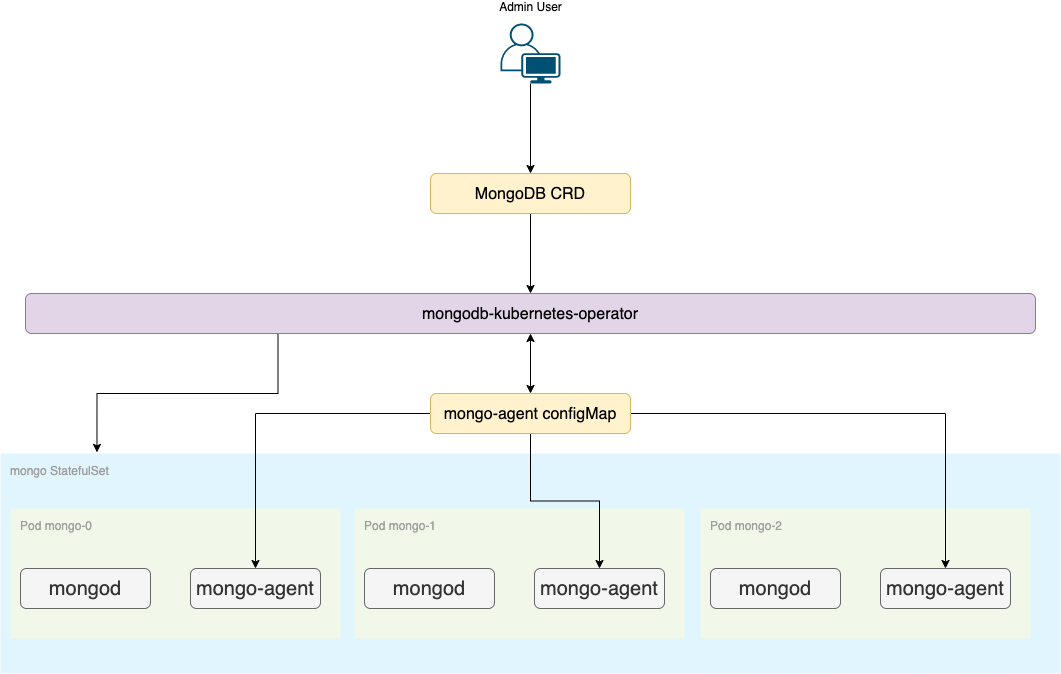 Admin User
MongoDB CRD
mongodb-kubernetes-operator
mongo-agent configMap
mongo StatefulSet
Pod mongo-0
Pod mongo-1
Pod mongo-2
mongod
mongo-agent
mongod
mongo-agent
mongod
mongo-agent